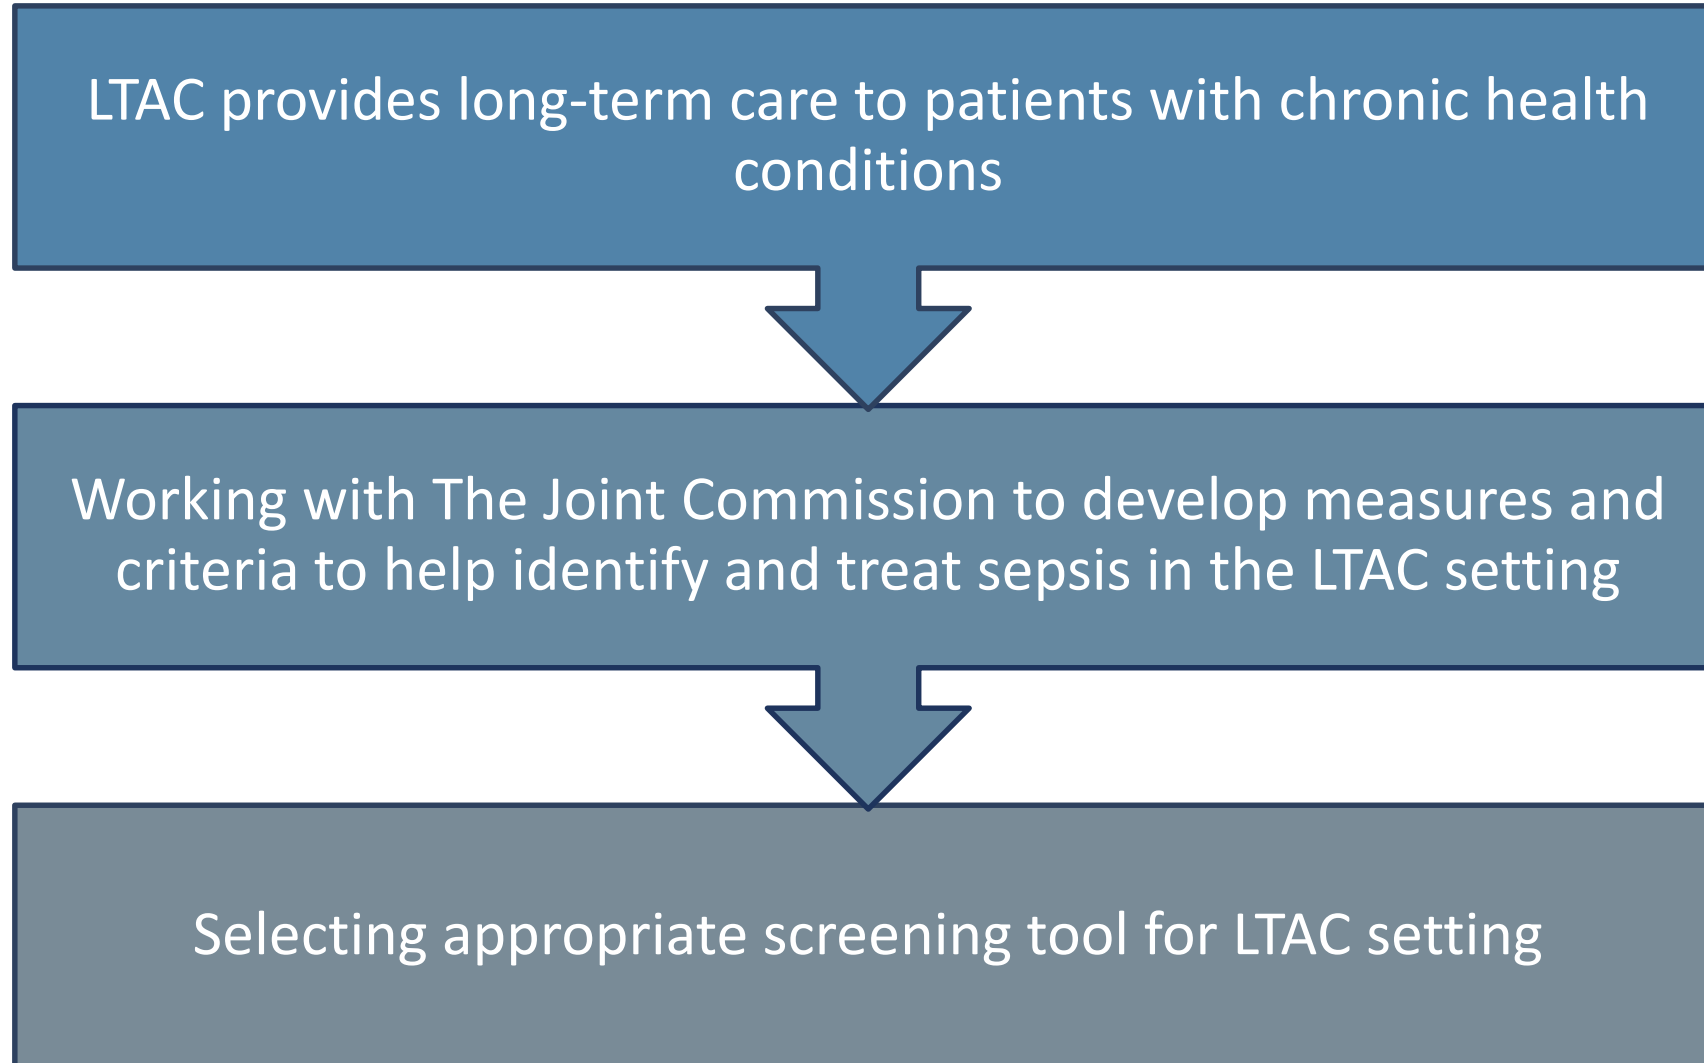 LTAC provides long-term care to patients with chronic health
conditions
Working with The Joint Commission to develop measures and
criteria to help identify and treat sepsis in the LTAC setting
Selecting appropriate screening tool for LTAC setting